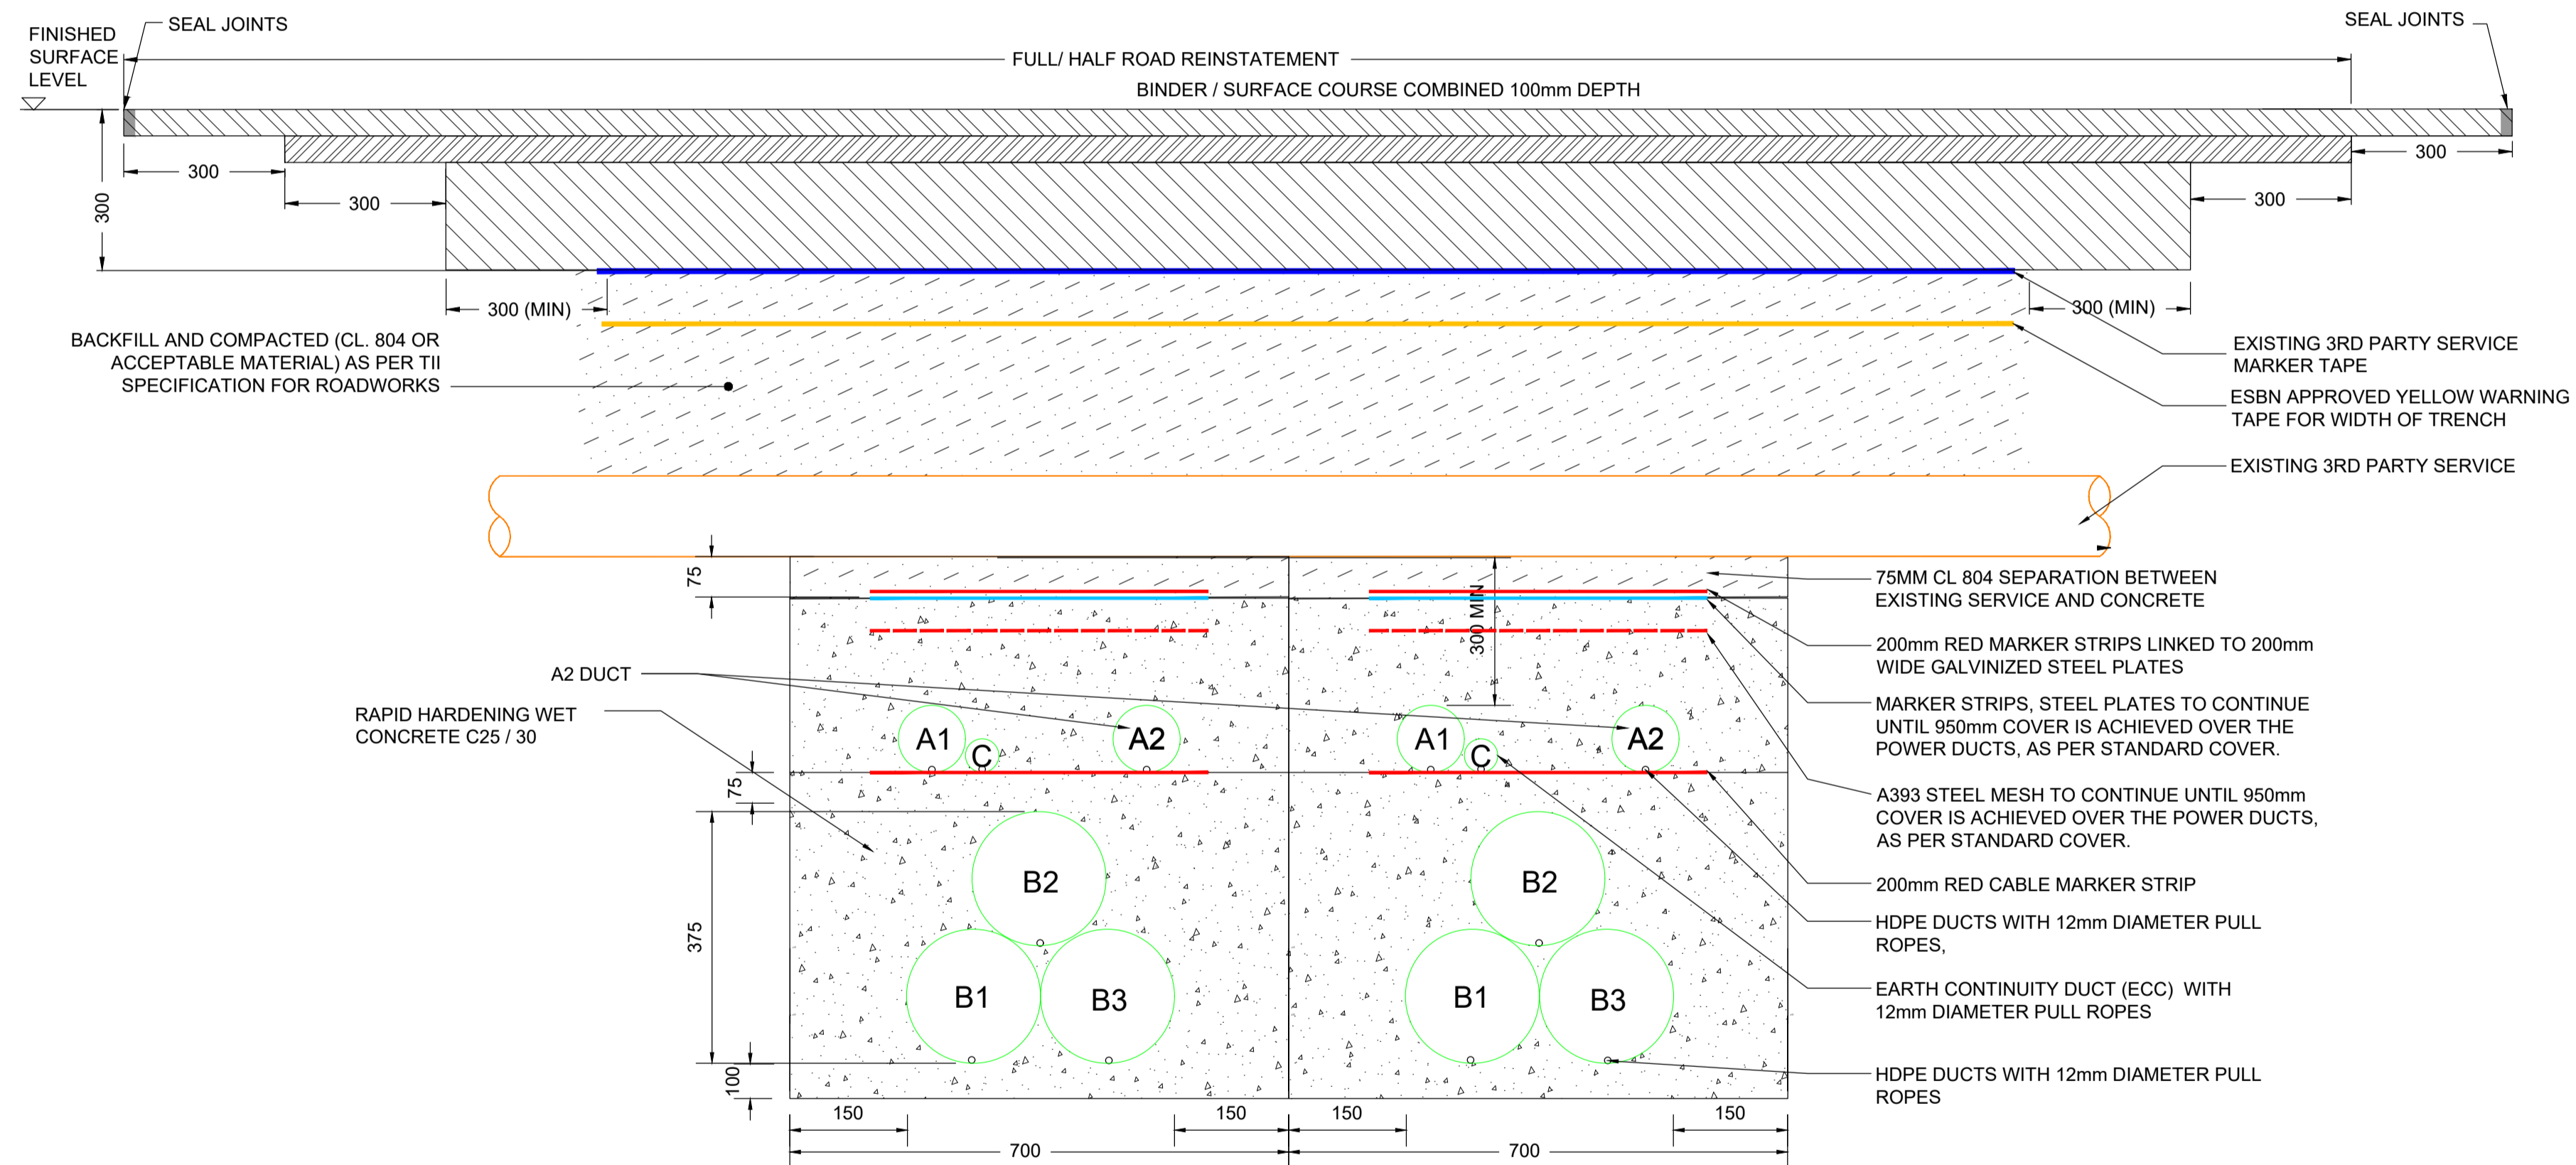 FINISHED
SURFACE
LEVEL
SEAL JOINTS
SEAL JOINTS
FULL/ HALF ROAD REINSTATEMENT
BINDER / SURFACE COURSE COMBINED 100mm DEPTH
300
300
300
300
300
300 (MIN)
300 (MIN)
BACKFILL AND COMPACTED (CL. 804 OR
ACCEPTABLE MATERIAL) AS PER TII
SPECIFICATION FOR ROADWORKS
EXISTING 3RD PARTY SERVICE
MARKER TAPE
ESBN APPROVED YELLOW WARNING
TAPE FOR WIDTH OF TRENCH
EXISTING 3RD PARTY SERVICE
75
300 MIN
75MM CL 804 SEPARATION BETWEEN
EXISTING SERVICE AND CONCRETE
200mm RED MARKER STRIPS LINKED TO 200mm
WIDE GALVINIZED STEEL PLATES
A2 DUCT
RAPID HARDENING WET
CONCRETE C25 / 30
MARKER STRIPS, STEEL PLATES TO CONTINUE
UNTIL 950mm COVER IS ACHIEVED OVER THE
POWER DUCTS, AS PER STANDARD COVER.
A1
C
A2
A1
C
A2
75
A393 STEEL MESH TO CONTINUE UNTIL 950mm
COVER IS ACHIEVED OVER THE POWER DUCTS,
AS PER STANDARD COVER.
200mm RED CABLE MARKER STRIP
B2
B2
375
HDPE DUCTS WITH 12mm DIAMETER PULL
ROPES,
B1
B3
B1
B3
EARTH CONTINUITY DUCT (ECC) WITH
12mm DIAMETER PULL ROPES
100
HDPE DUCTS WITH 12mm DIAMETER PULL
ROPES
150
150
150
150
700
700